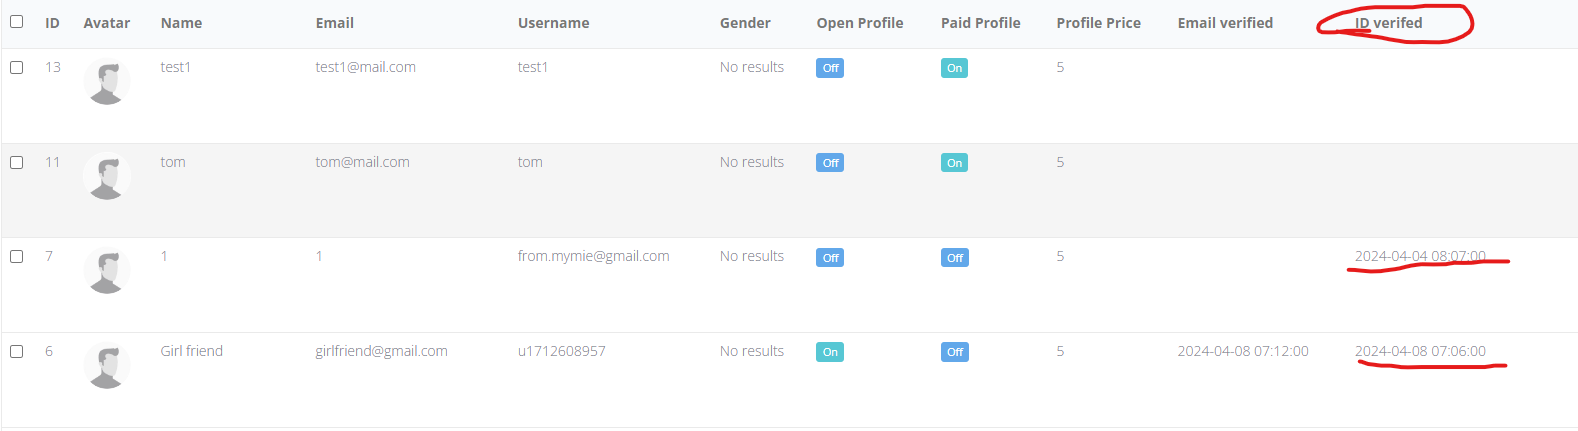 ID Avatar Name Email Username Gender Open Profile Paid Profile Profile Price Email verified ID verifed
13 test1 test1@mail.com test1 No results Off On 5
11 tom tom@mail.com tom No results Off On 5
7 1 1 from.mymie@gmail.com No results Off Off 5 2024-04-04 08:07:00
6 Girl friend girlfriend@gmail.com u1712608957 No results On Off 5 2024-04-08 07:12:00 2024-04-08 07:06:00